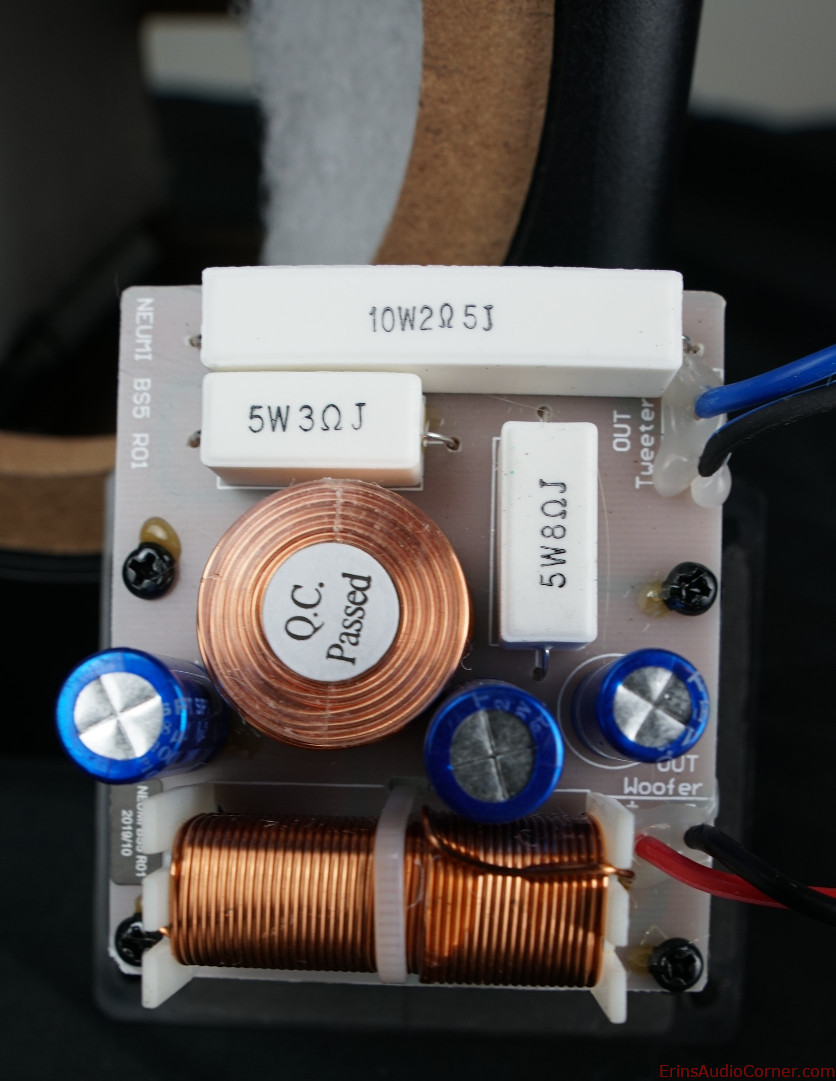 10W2Ω5J
NEUMI BS5 R01
5W3ΩJ
OUT
Tweeter
5W8ΩJ
Q.C.
Passed
OUT
Woofer
+
NEUMI BS5 R01
2019/10
ErinsAudioCorner.com